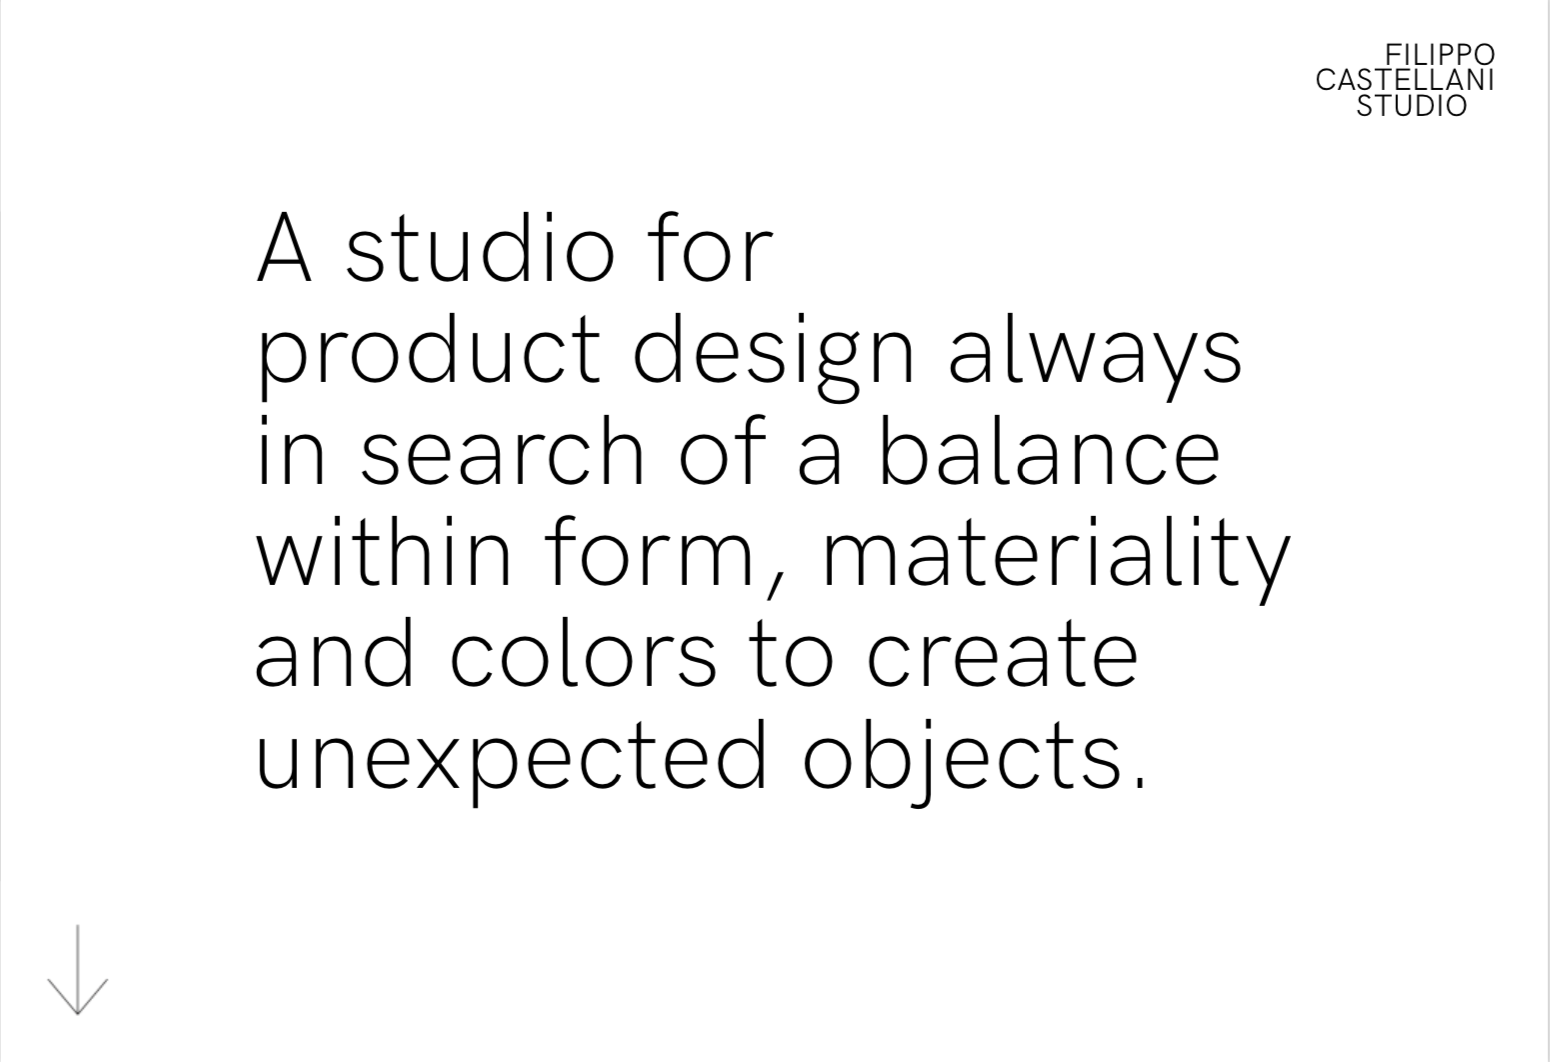 FILIPPO
CASTELLANI
STUDIO
A studio for
product design always
in search of a balance
within form, materiality
and colors to create
unexpected objects.